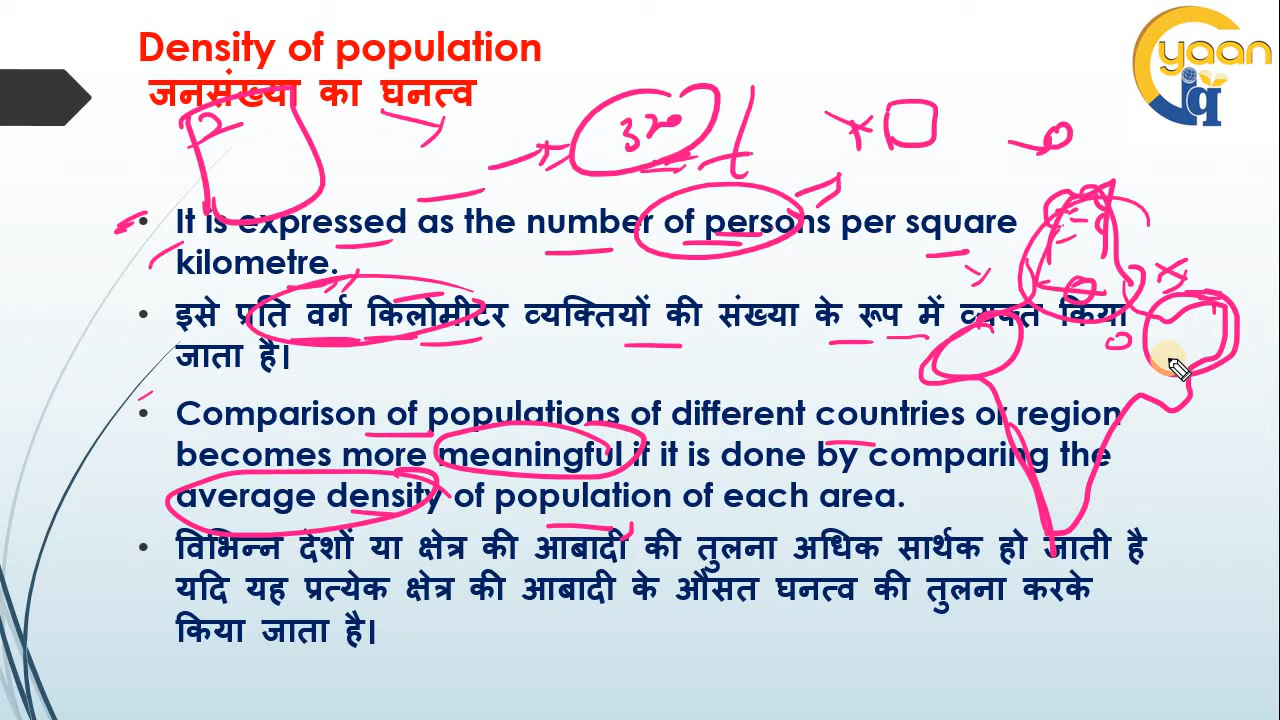 Density of population
जनसंख्या का घनत्व
yaan
iq
320
It is expressed as the number of persons per square
kilometre.
इसे प्रति वर्ग किलोमीटर व्यक्तियों की संख्या के रूप में व्यक्त किया
जाता है।
Comparison of populations of different countries or region
becomes more meaningful if it is done by comparing the
average density of population of each area.
विभिन्न देशों या क्षेत्र की आबादी की तुलना अधिक सार्थक हो जाती है
यदि यह प्रत्येक क्षेत्र की आबादी के औसत घनत्व की तुलना करके
किया जाता है।